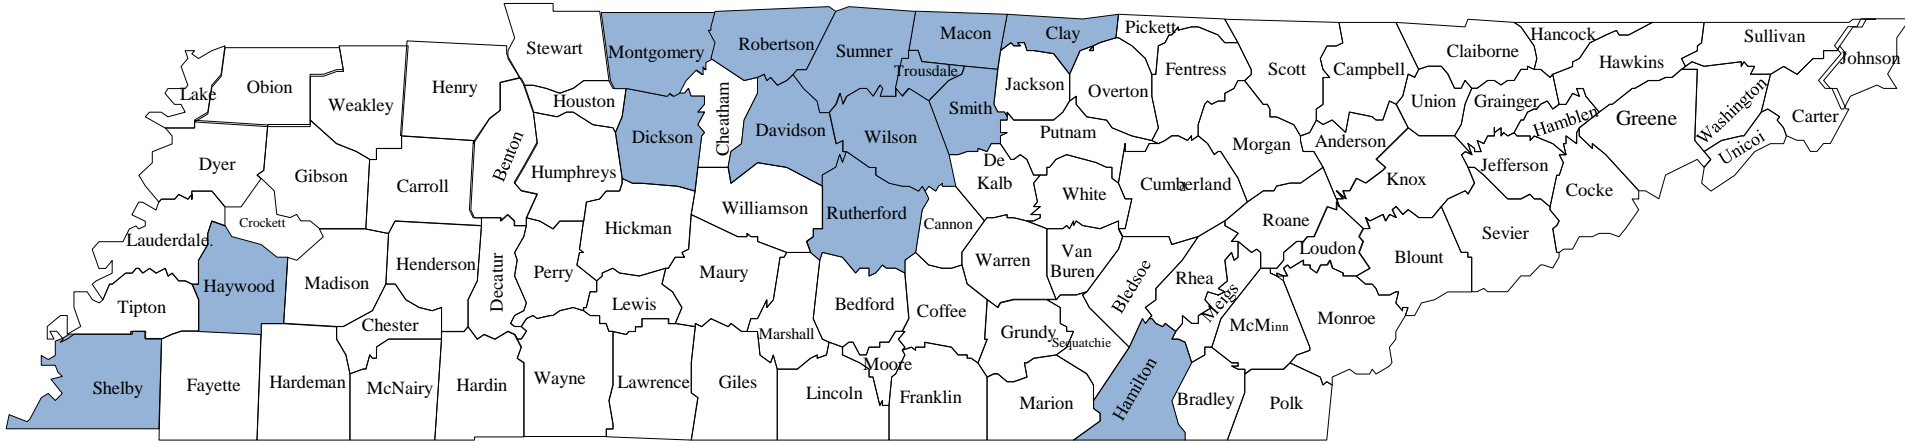 Stewart
Montgomery
Robertson
Sumner
Macon
Clay
Pickett
Hancock
Sullivan
Johnson
Lake
Obion
Weakley
Henry
Houston
Cheatham
Trousdale
Jackson
Overton
Fentress
Scott
Campbell
Claiborne
Hawkins
Union
Grainger
Hamblen
Greene
Washington
Carter
Unicoi
Dyer
Gibson
Carroll
Benton
Humphreys
Dickson
Davidson
Wilson
Smith
Putnam
De
Kalb
White
Cumberland
Morgan
Anderson
Knox
Jefferson
Cocke
Lauderdale.
Crockett
Haywood
Madison
Henderson
Decatur
Perry
Hickman
Williamson
Rutherford
Cannon
Warren
Van
Buren
Bledsoe
Rhea
Meigs
Roane
Loudon
Blount
Sevier
Tipton
Chester
Lewis
Maury
Marshall
Bedford
Coffee
Grundy
Sequatchie
McMinn
Monroe
Shelby
Fayette
Hardeman
McNairy
Hardin
Wayne
Lawrence
Giles
Lincoln
Moore
Franklin
Marion
Hamilton
Bradley
Polk